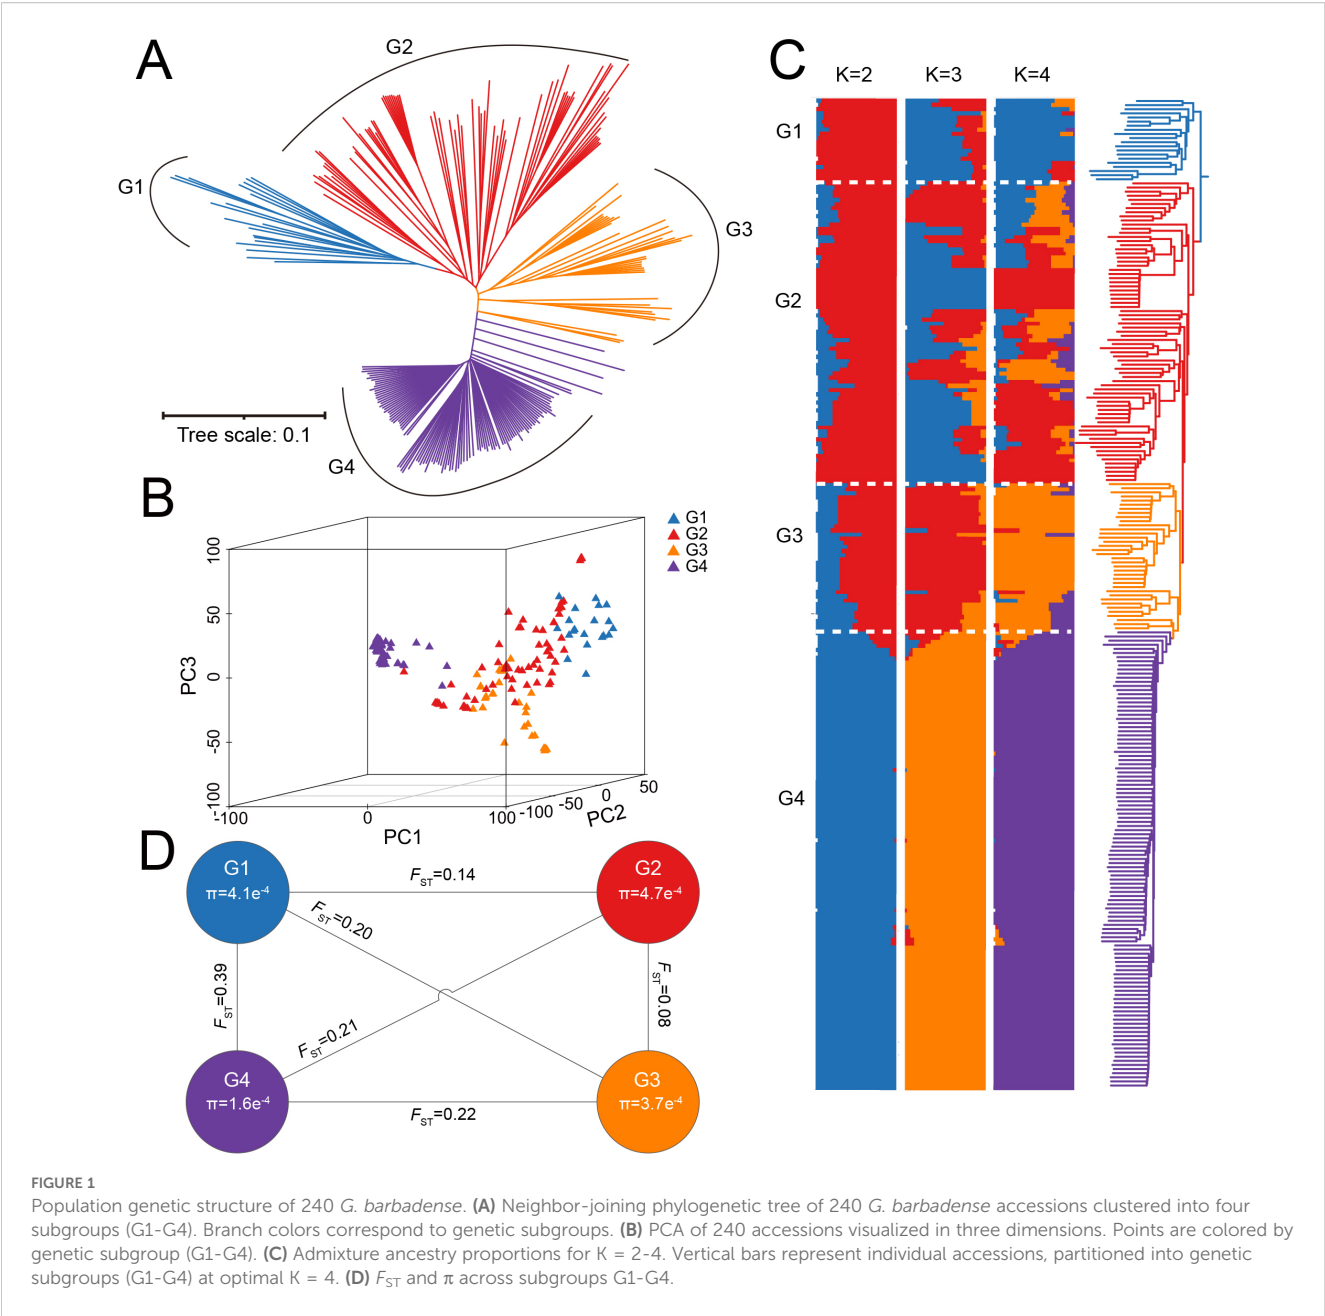 A
G2
G1
G3
Tree scale: 0.1
G4
B
G1
G2
G3
G4
100
50
0
-50
-100
PC3
-100
0
100
PC1
-100
-50
0
50
PC2
C
K=2
K=3
K=4
G1
G2
G3
G4
D
G1
π=4.1e-4
G2
π=4.7e-4
FST=0.14
FST=0.20
FST=0.39
FST=0.08
FST=0.21
G4
π=1.6e-4
G3
π=3.7e-4
FST=0.22
FIGURE 1
Population genetic structure of 240 G. barbadense. (A) Neighbor-joining phylogenetic tree of 240 G. barbadense accessions clustered into four
subgroups (G1-G4). Branch colors correspond to genetic subgroups. (B) PCA of 240 accessions visualized in three dimensions. Points are colored by
genetic subgroup (G1-G4). (C) Admixture ancestry proportions for K = 2-4. Vertical bars represent individual accessions, partitioned into genetic
subgroups (G1-G4) at optimal K = 4. (D) FST and π across subgroups G1-G4.